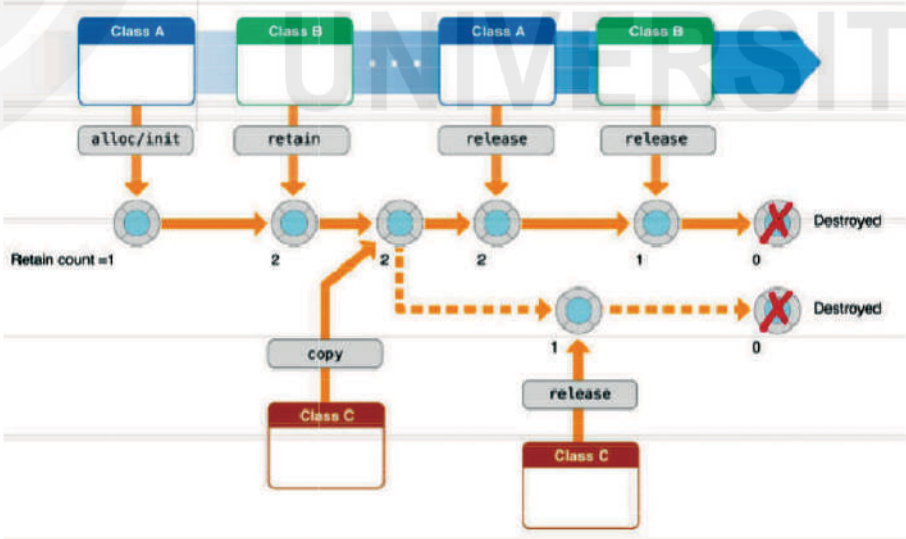 UNIVERSIT
Class A
Class B
Class A
Class B
alloc/init
retain
release
release
Destroyed
Retain count =1
2
2
2
1
0
Destroyed
copy
1
0
release
Class C
Class C